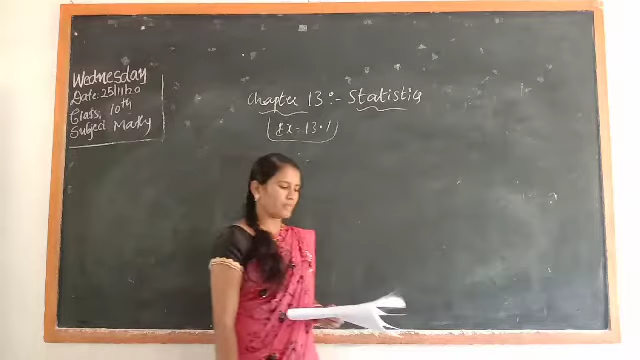 Wednesday
Date: 25/11/20
Class: 10th
Subject Maths
Chapter 13 :- Statistics
Ex = 13.1